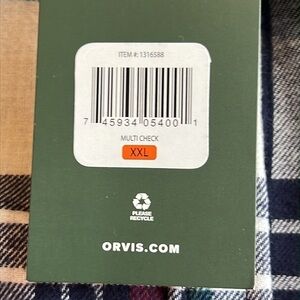 ITEM #: 1316588
7 45934 05400 1
MULTI CHECK
XXL
PLEASE
RECYCLE
ORVIS.COM